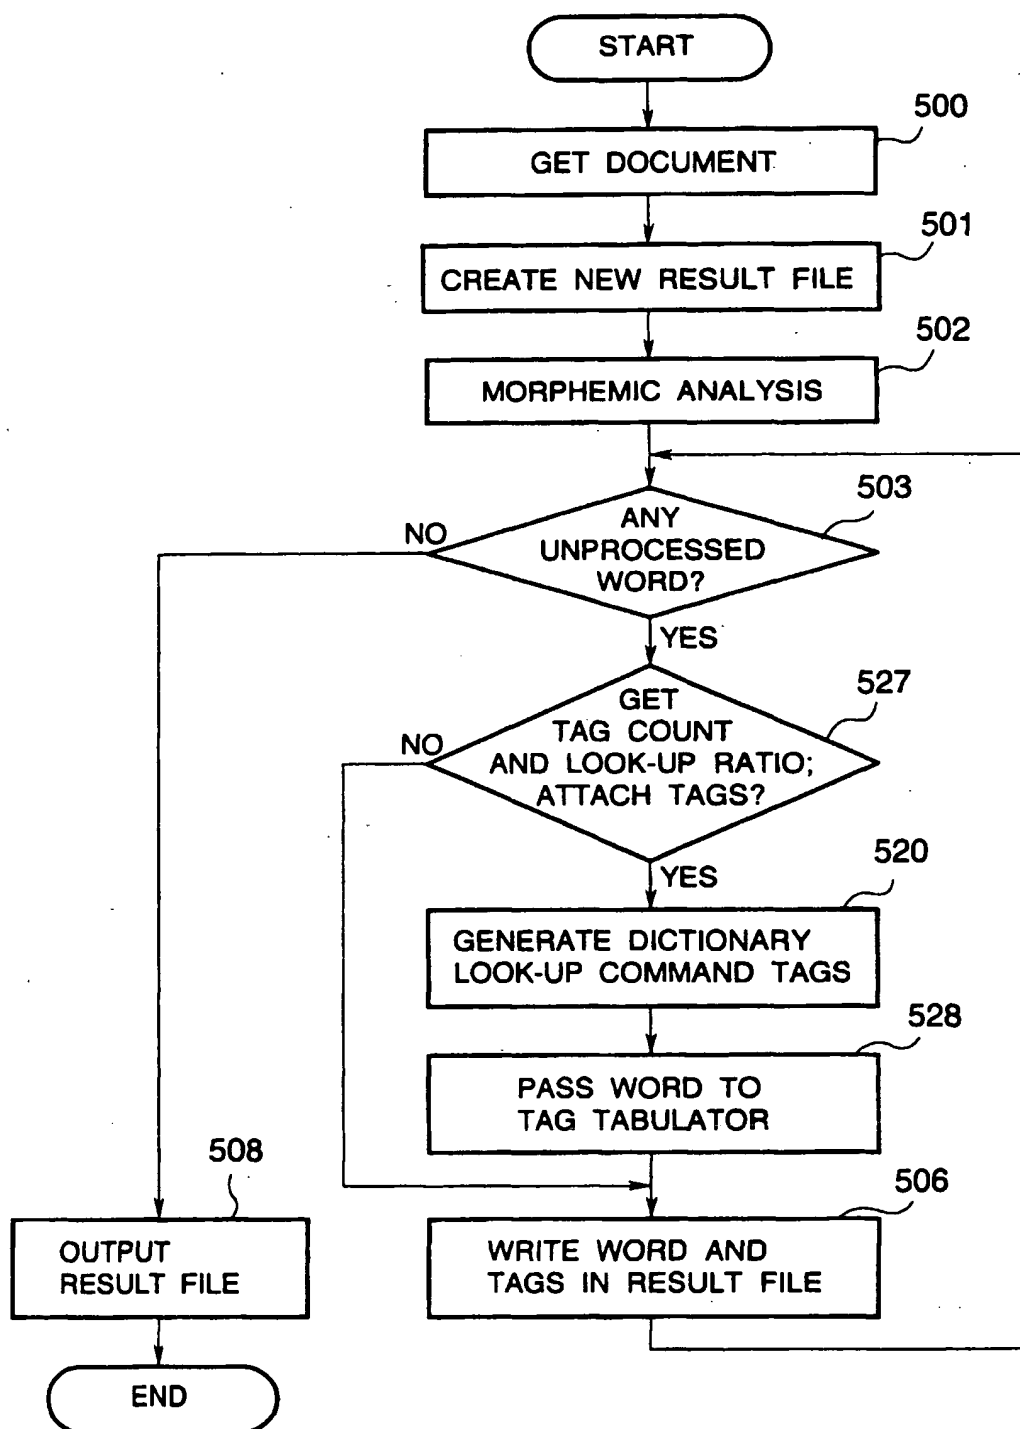 START
500
GET DOCUMENT
501
CREATE NEW RESULT FILE
502
MORPHEMIC ANALYSIS
503
ANY
UNPROCESSED
WORD?
NO
YES
527
GET
TAG COUNT
AND LOOK-UP RATIO;
ATTACH TAGS?
NO
YES
520
GENERATE DICTIONARY
LOOK-UP COMMAND TAGS
528
PASS WORD TO
TAG TABULATOR
506
WRITE WORD AND
TAGS IN RESULT FILE
508
OUTPUT
RESULT FILE
END